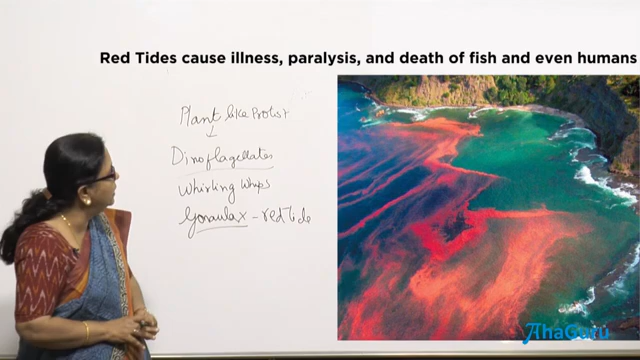 Red Tides cause illness, paralysis, and death of fish and even humans
Plant like Protist
Dinoflagellates
Whirling Whips
Gonaulax - red Tide
AhaGuru